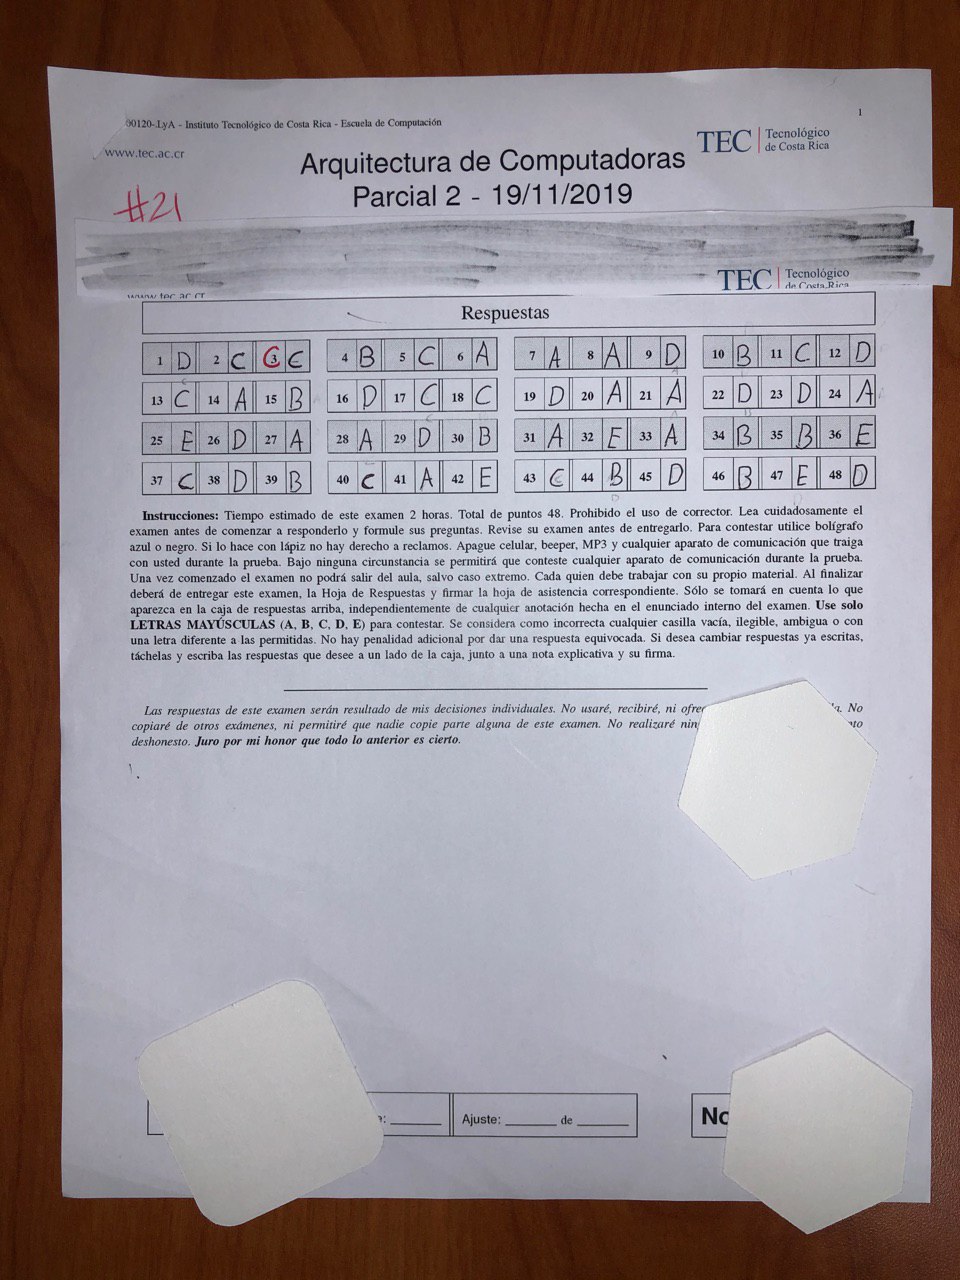 00120-LyA - Instituto Tecnológico de Costa Rica - Escuela de Computación
1
www.tec.ac.cr
TEC | Tecnológico
de Costa Rica
Arquitectura de Computadoras
Parcial 2 - 19/11/2019
#21
TEC | Tecnológico
de Costa Rica
www.tec.ac.cr
Respuestas
1 D 2 C 3 C 4 B 5 C 6 A 7 A 8 A 9 D 10 B 11 C 12 D
13 C 14 A 15 B 16 D 17 C 18 C 19 D 20 A 21 A 22 D 23 D 24 A
25 E 26 D 27 A 28 A 29 D 30 B 31 A 32 E 33 A 34 B 35 B 36 E
37 C 38 D 39 B 40 C 41 A 42 E 43 C 44 B 45 D 46 B 47 E 48 D
Instrucciones: Tiempo estimado de este examen 2 horas. Total de puntos 48. Prohibido el uso de corrector. Lea cuidadosamente el
examen antes de comenzar a responderlo y formule sus preguntas. Revise su examen antes de entregarlo. Para contestar utilice bolígrafo
azul o negro. Si lo hace con lápiz no hay derecho a reclamos. Apague celular, beeper, MP3 y cualquier aparato de comunicación que traiga
con usted durante la prueba. Bajo ninguna circunstancia se permitirá que conteste cualquier aparato de comunicación durante la prueba.
Una vez comenzado el examen no podrá salir del aula, salvo caso extremo. Cada quien debe trabajar con su propio material. Al finalizar
deberá de entregar este examen, la Hoja de Respuestas y firmar la hoja de asistencia correspondiente. Sólo se tomará en cuenta lo que
aparezca en la caja de respuestas arriba, independientemente de cualquier anotación hecha en el enunciado interno del examen. Use solo
LETRAS MAYÚSCULAS (A, B, C, D, E) para contestar. Se considera como incorrecta cualquier casilla vacía, ilegible, ambigua o con
una letra diferente a las permitidas. No hay penalidad adicional por dar una respuesta equivocada. Si desea cambiar respuestas ya escritas,
táchelas y escriba las respuestas que desee a un lado de la caja, junto a una nota explicativa y su firma.
Las respuestas de este examen serán resultado de mis decisiones individuales. No usaré, recibiré, ni No
copiaré de otros exámenes, ni permitiré que nadie copie parte alguna de este examen. No realizaré
deshonesto. Juro por mi honor que todo lo anterior es cierto.
Ajuste: ______ de ______